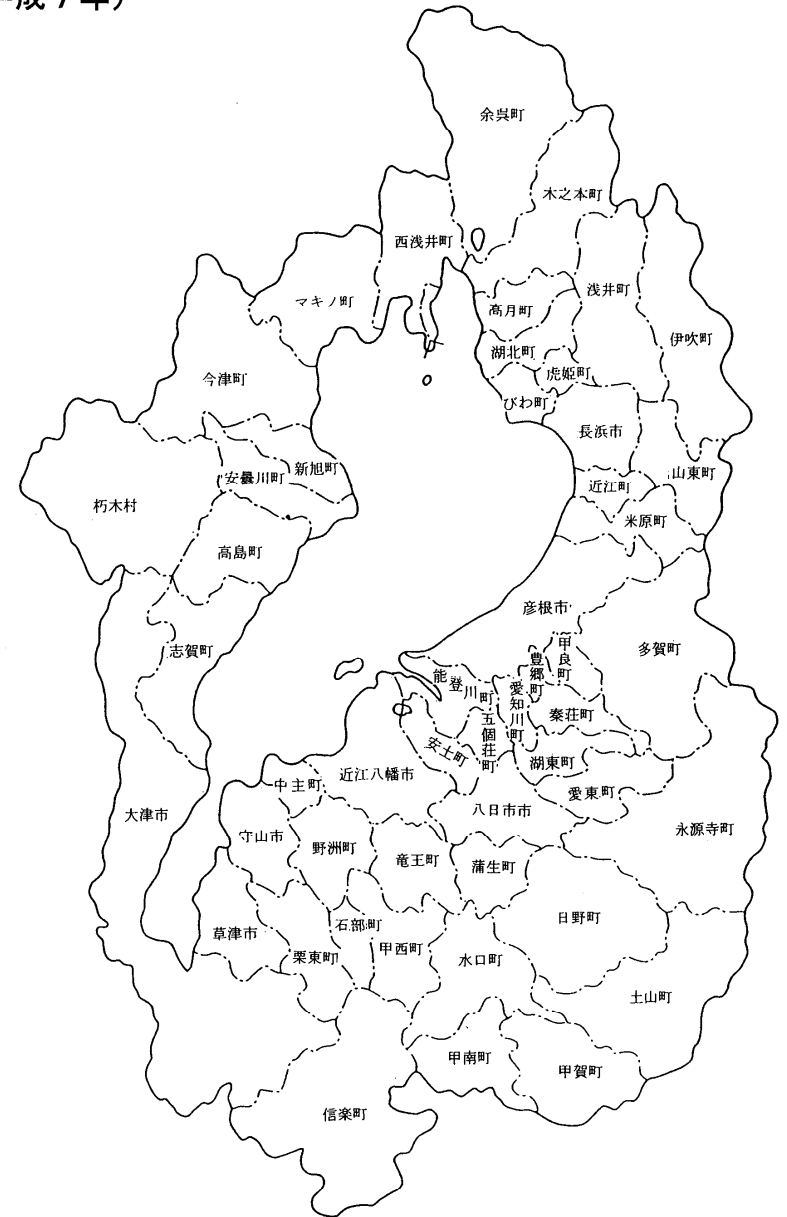 成7年)
余呉町
木之本町
西浅井町
マキノ町
浅井町
高月町
伊吹町
湖北町
虎姫町
今津町
びわ町
長浜市
新旭町
安曇川町
山東町
近江町
朽木村
米原町
高島町
彦根市
志賀町
多賀町
甲良町
豊郷町
能登川町
愛知川町
秦荘町
五個荘町
安土町
湖東町
近江八幡市
中主町
愛東町
八日市市
大津市
永源寺町
守山市
野洲町
竜王町
蒲生町
日野町
石部町
草津市
甲西町
栗東町
水口町
土山町
甲南町
甲賀町
信楽町